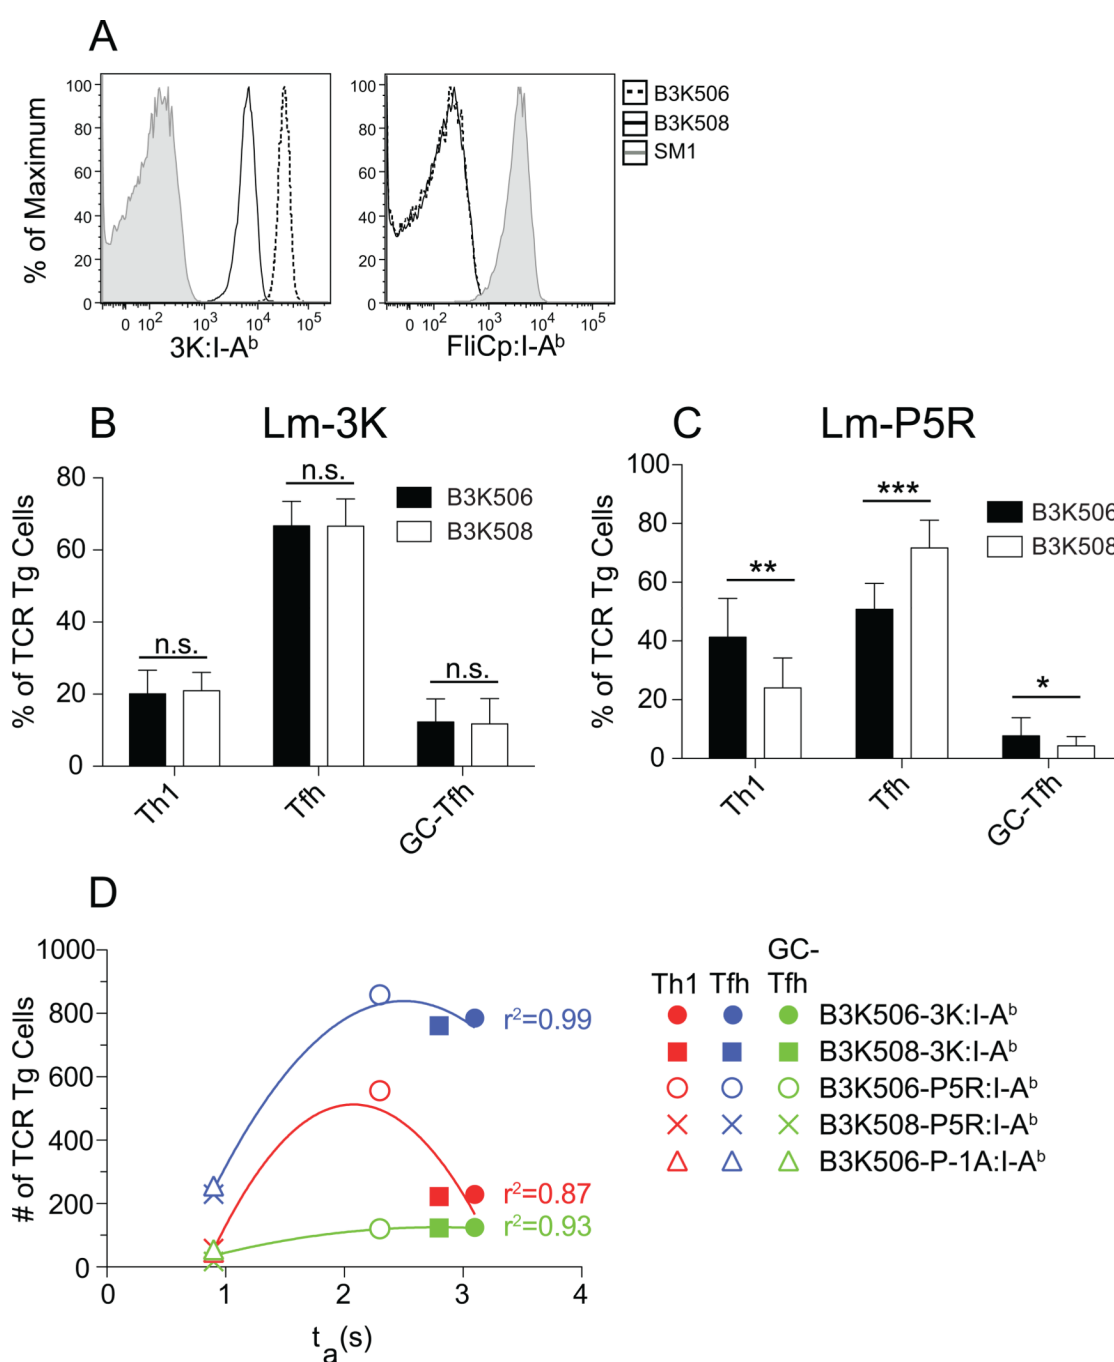 A
% of Maximum
100
80
60
40
20
0
0 10² 10³ 10⁴ 10⁵
3K:I-Aᵇ
100
80
60
40
20
0
0 10² 10³ 10⁴ 10⁵
FliCp:I-Aᵇ
B3K506
B3K508
SM1
B
Lm-3K
% of TCR Tg Cells
80
60
40
20
0
n.s.
n.s.
n.s.
B3K506
B3K508
Th1
Tfh
GC-Tfh
C
Lm-P5R
% of TCR Tg Cells
100
80
60
40
20
0
**
***
*
B3K506
B3K508
Th1
Tfh
GC-Tfh
D
# of TCR Tg Cells
1000
800
600
400
200
0
0 1 2 3 4
tₐ(s)
r²=0.99
r²=0.87
r²=0.93
GC-
Th1 Tfh Tfh
B3K506-3K:I-Aᵇ
B3K508-3K:I-Aᵇ
B3K506-P5R:I-Aᵇ
B3K508-P5R:I-Aᵇ
B3K506-P-1A:I-Aᵇ